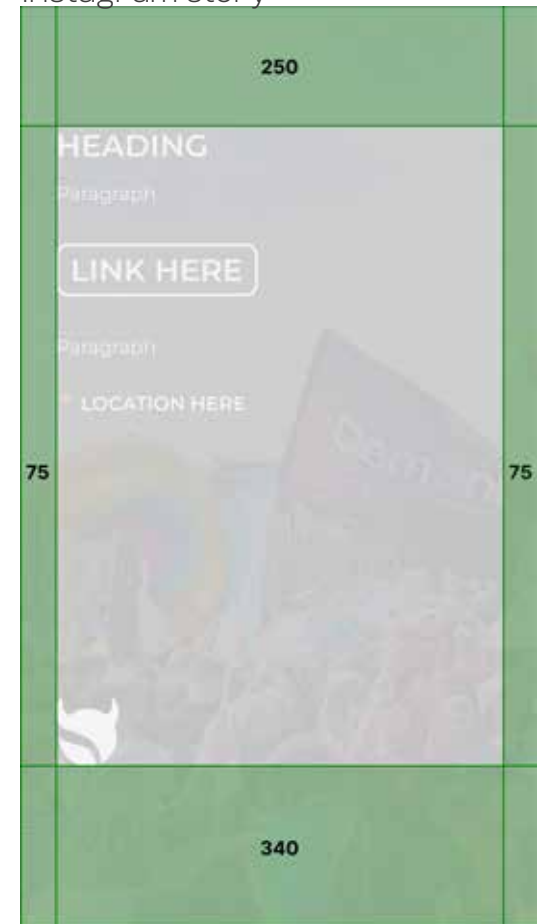 Instagram Story
250
HEADING
Paragraph
LINK HERE
Paragraph
LOCATION HERE
75
75
340